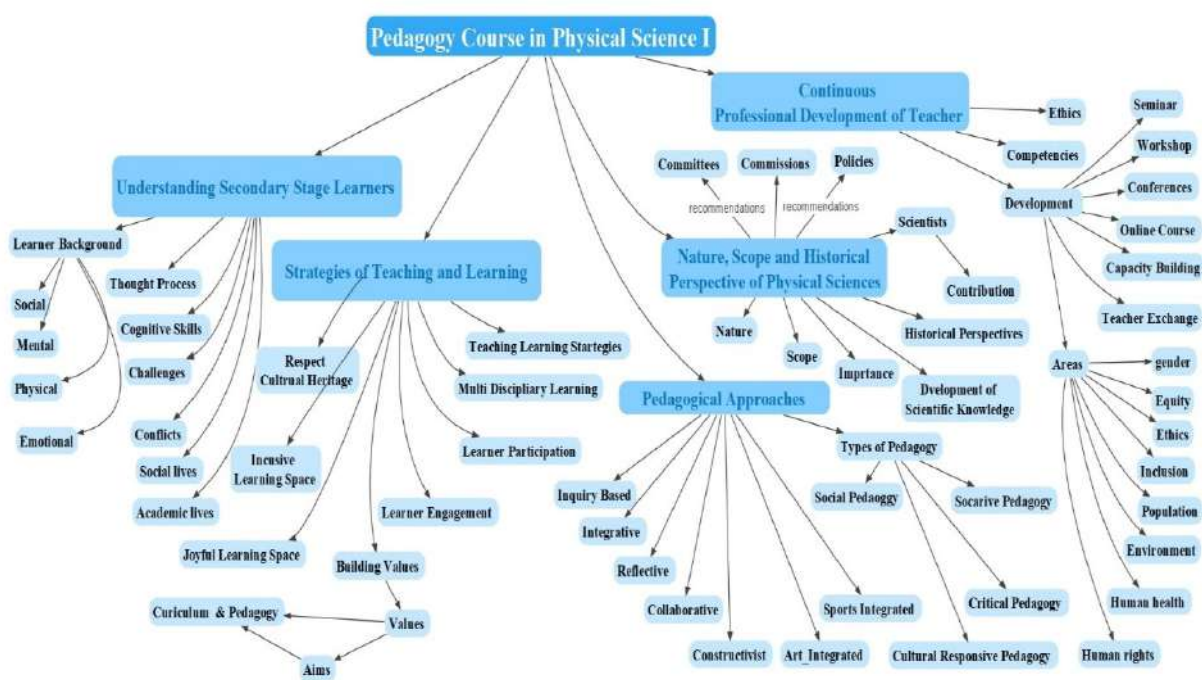 Pedagogy Course in Physical Science I
Continuous
Professional Development of Teacher
Ethics
Competencies
Development
Seminar
Workshop
Conferences
Online Course
Capacity Building
Teacher Exchange
Areas
gender
Equity
Ethics
Inclusion
Population
Environment
Human health
Human rights
Understanding Secondary Stage Learners
Learner Background
Social
Mental
Physical
Emotional
Thought Process
Cognitive Skills
Challenges
Conflicts
Social lives
Academic lives
Strategies of Teaching and Learning
Respect
Cultrual Heritage
Incusive
Learning Space
Joyful Learning Space
Building Values
Values
Curiculum & Pedagogy
Aims
Learner Engagement
Learner Participation
Multi Discipliary Learning
Teaching Learning Startegies
Committees
Commissions
Policies
recommendations
recommendations
Nature, Scope and Historical
Perspective of Physical Sciences
Scientists
Contribution
Historical Perspectives
Dvelopment of
Scientific Knowledge
Imprtance
Scope
Nature
Pedagogical Approaches
Inquiry Based
Integrative
Reflective
Collaborative
Constructivist
Art_Integrated
Sports Integrated
Types of Pedagogy
Social Pedaoggy
Socarive Pedagogy
Critical Pedagogy
Cultural Responsive Pedagogy